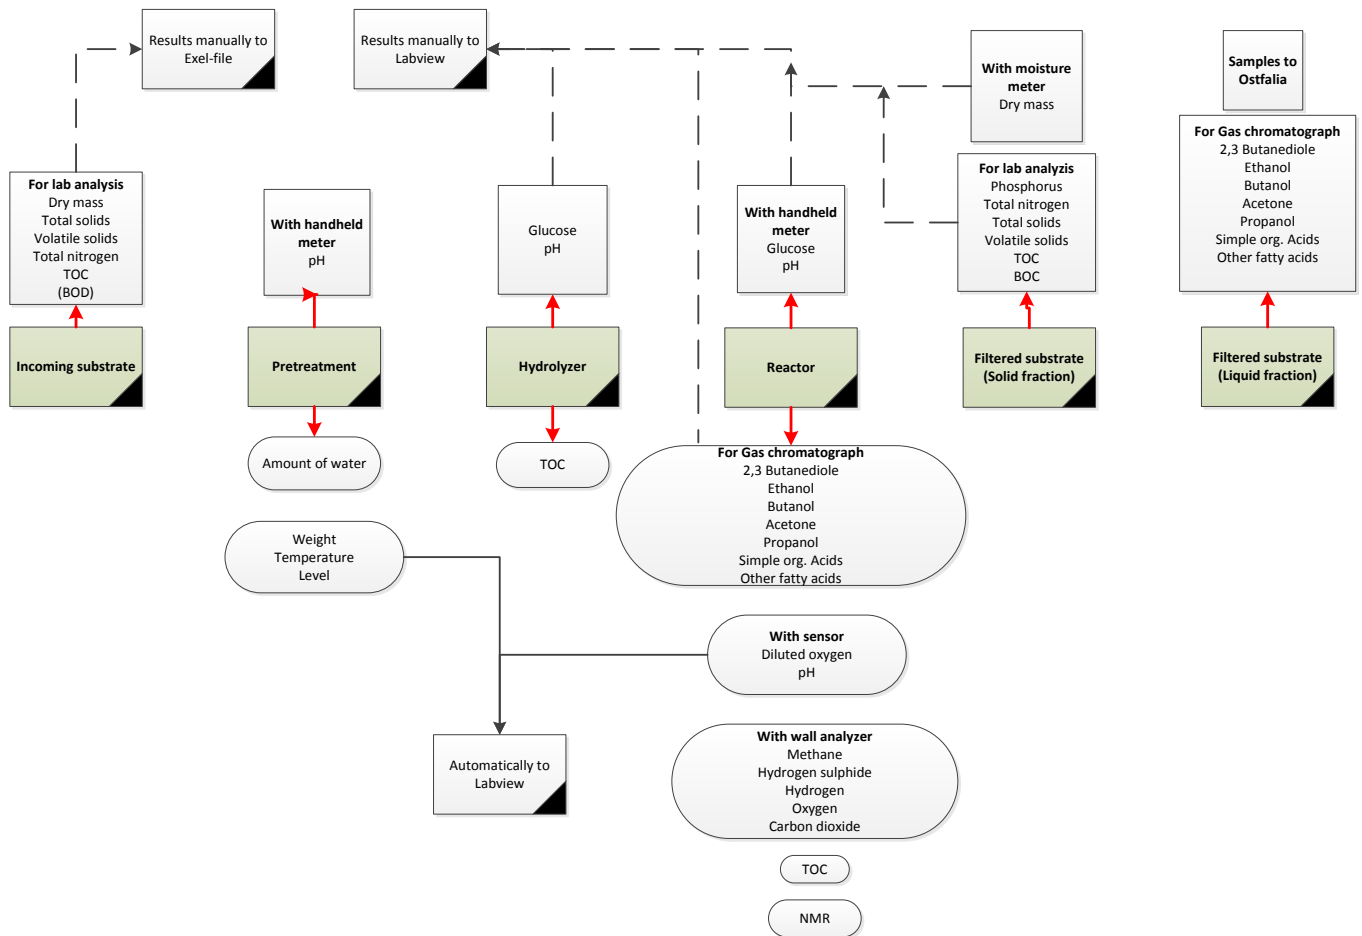 Results manually to
Exel-file
Results manually to
Labview
With moisture
meter
Dry mass
Samples to
Ostfalia
For lab analysis
Dry mass
Total solids
Volatile solids
Total nitrogen
TOC
(BOD)
With handheld
meter
pH
Glucose
pH
With handheld
meter
Glucose
pH
For lab analyzis
Phosphorus
Total nitrogen
Total solids
Volatile solids
TOC
BOC
For Gas chromatograph
2,3 Butanediole
Ethanol
Butanol
Acetone
Propanol
Simple org. Acids
Other fatty acids
Incoming substrate
Pretreatment
Hydrolyzer
Reactor
Filtered substrate
(Solid fraction)
Filtered substrate
(Liquid fraction)
Amount of water
TOC
For Gas chromatograph
2,3 Butanediole
Ethanol
Butanol
Acetone
Propanol
Simple org. Acids
Other fatty acids
Weight
Temperature
Level
With sensor
Diluted oxygen
pH
Automatically to
Labview
With wall analyzer
Methane
Hydrogen sulphide
Hydrogen
Oxygen
Carbon dioxide
TOC
NMR